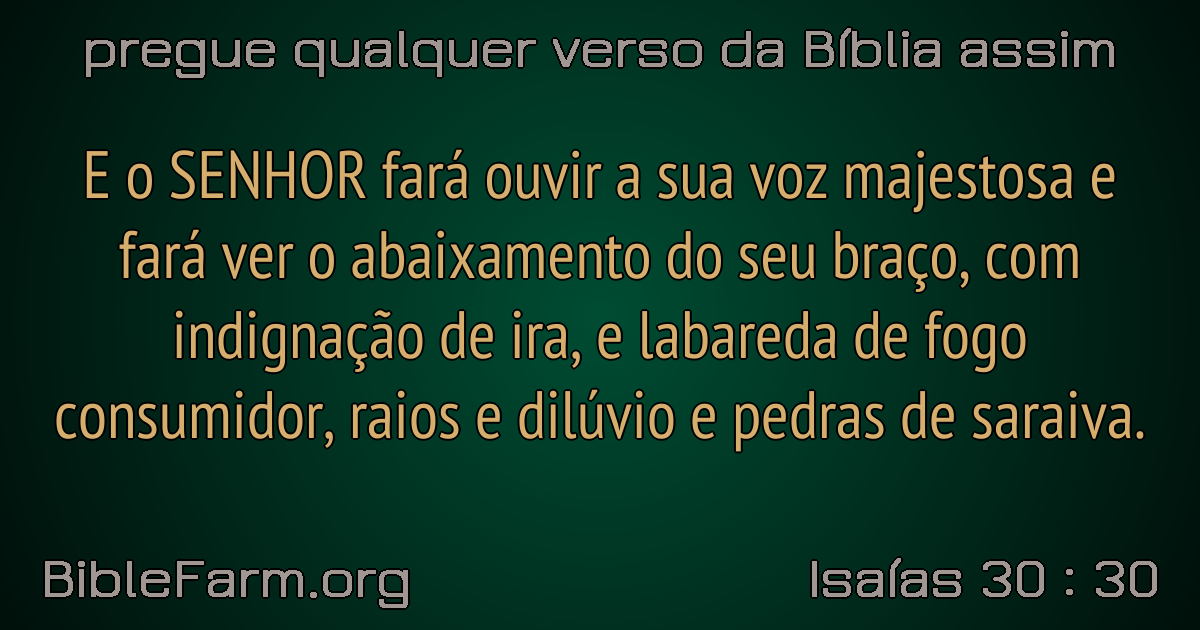 pregue qualquer verso da Bíblia assim
E o SENHOR fará ouvir a sua voz majestosa e
fará ver o abaixamento do seu braço, com
indignação de ira, e labareda de fogo
consumidor, raios e dilúvio e pedras de saraiva.
BibleFarm.org
Isaías 30 : 30